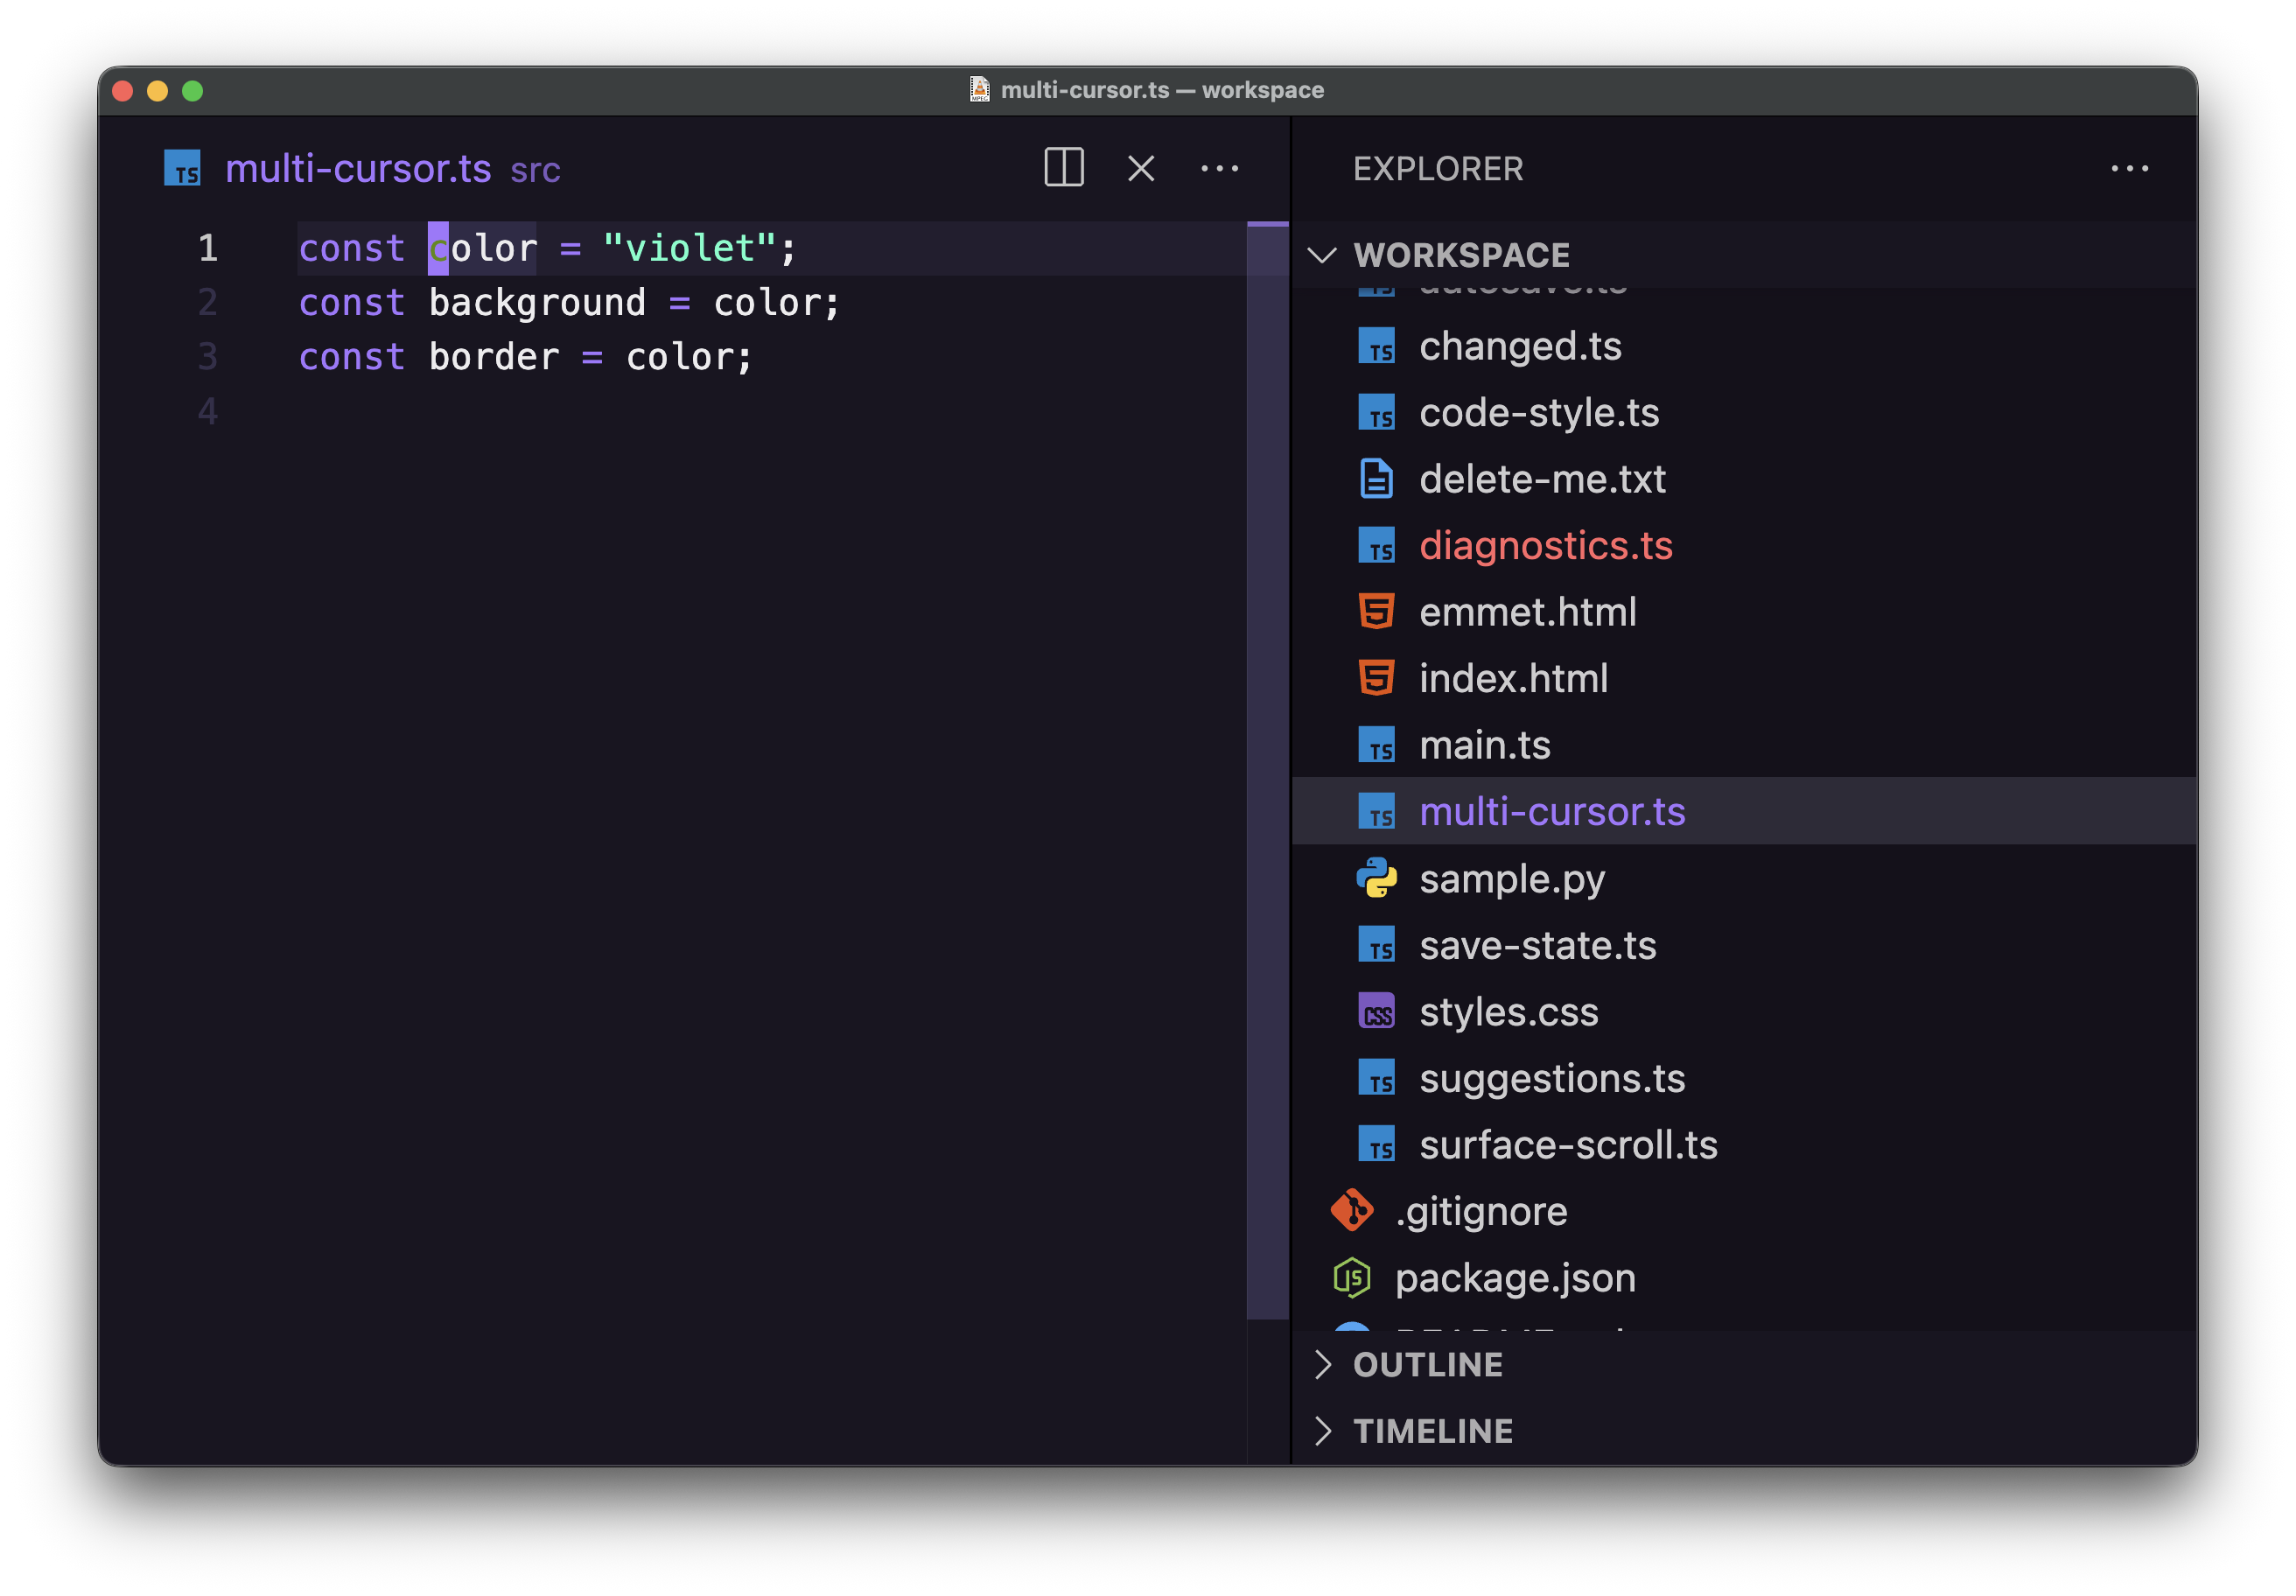 multi-cursor.ts — workspace
multi-cursor.ts src
1 const color = "violet";
2 const background = color;
3 const border = color;
4
EXPLORER
WORKSPACE
changed.ts
code-style.ts
delete-me.txt
diagnostics.ts
emmet.html
index.html
main.ts
multi-cursor.ts
sample.py
save-state.ts
styles.css
suggestions.ts
surface-scroll.ts
.gitignore
package.json
OUTLINE
TIMELINE